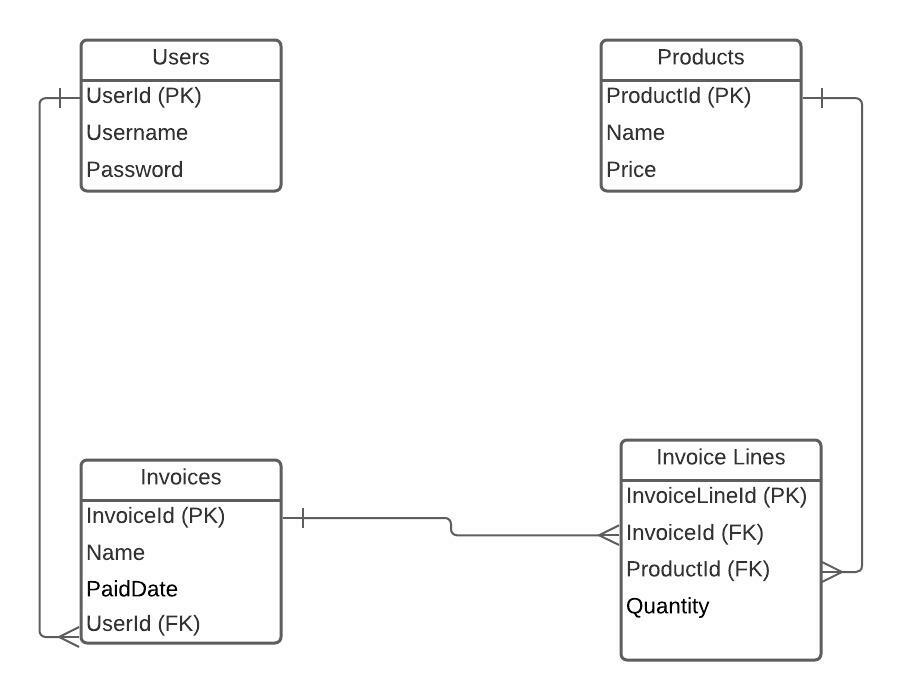 Users
UserId (PK)
Username
Password
Products
ProductId (PK)
Name
Price
Invoices
InvoiceId (PK)
Name
PaidDate
UserId (FK)
Invoice Lines
InvoiceLineId (PK)
InvoiceId (FK)
ProductId (FK)
Quantity